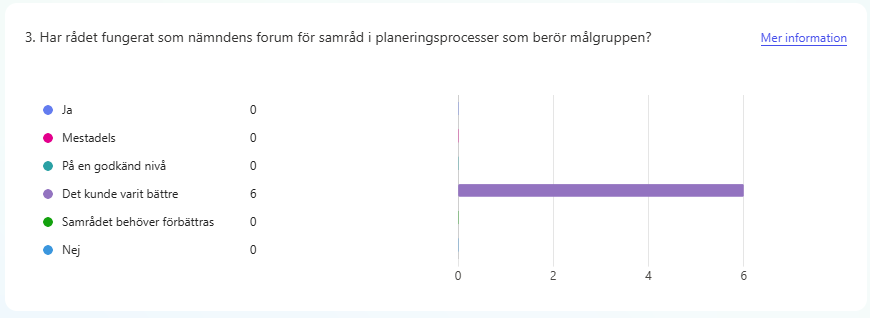 3. Har rådet fungerat som nämndens forum för samråd i planeringsprocesser som berör målgruppen?
Mer information
Ja 0
Mestadels 0
På en godkänd nivå 0
Det kunde varit bättre 6
Samrådet behöver förbättras 0
Nej 0
0 2 4 6